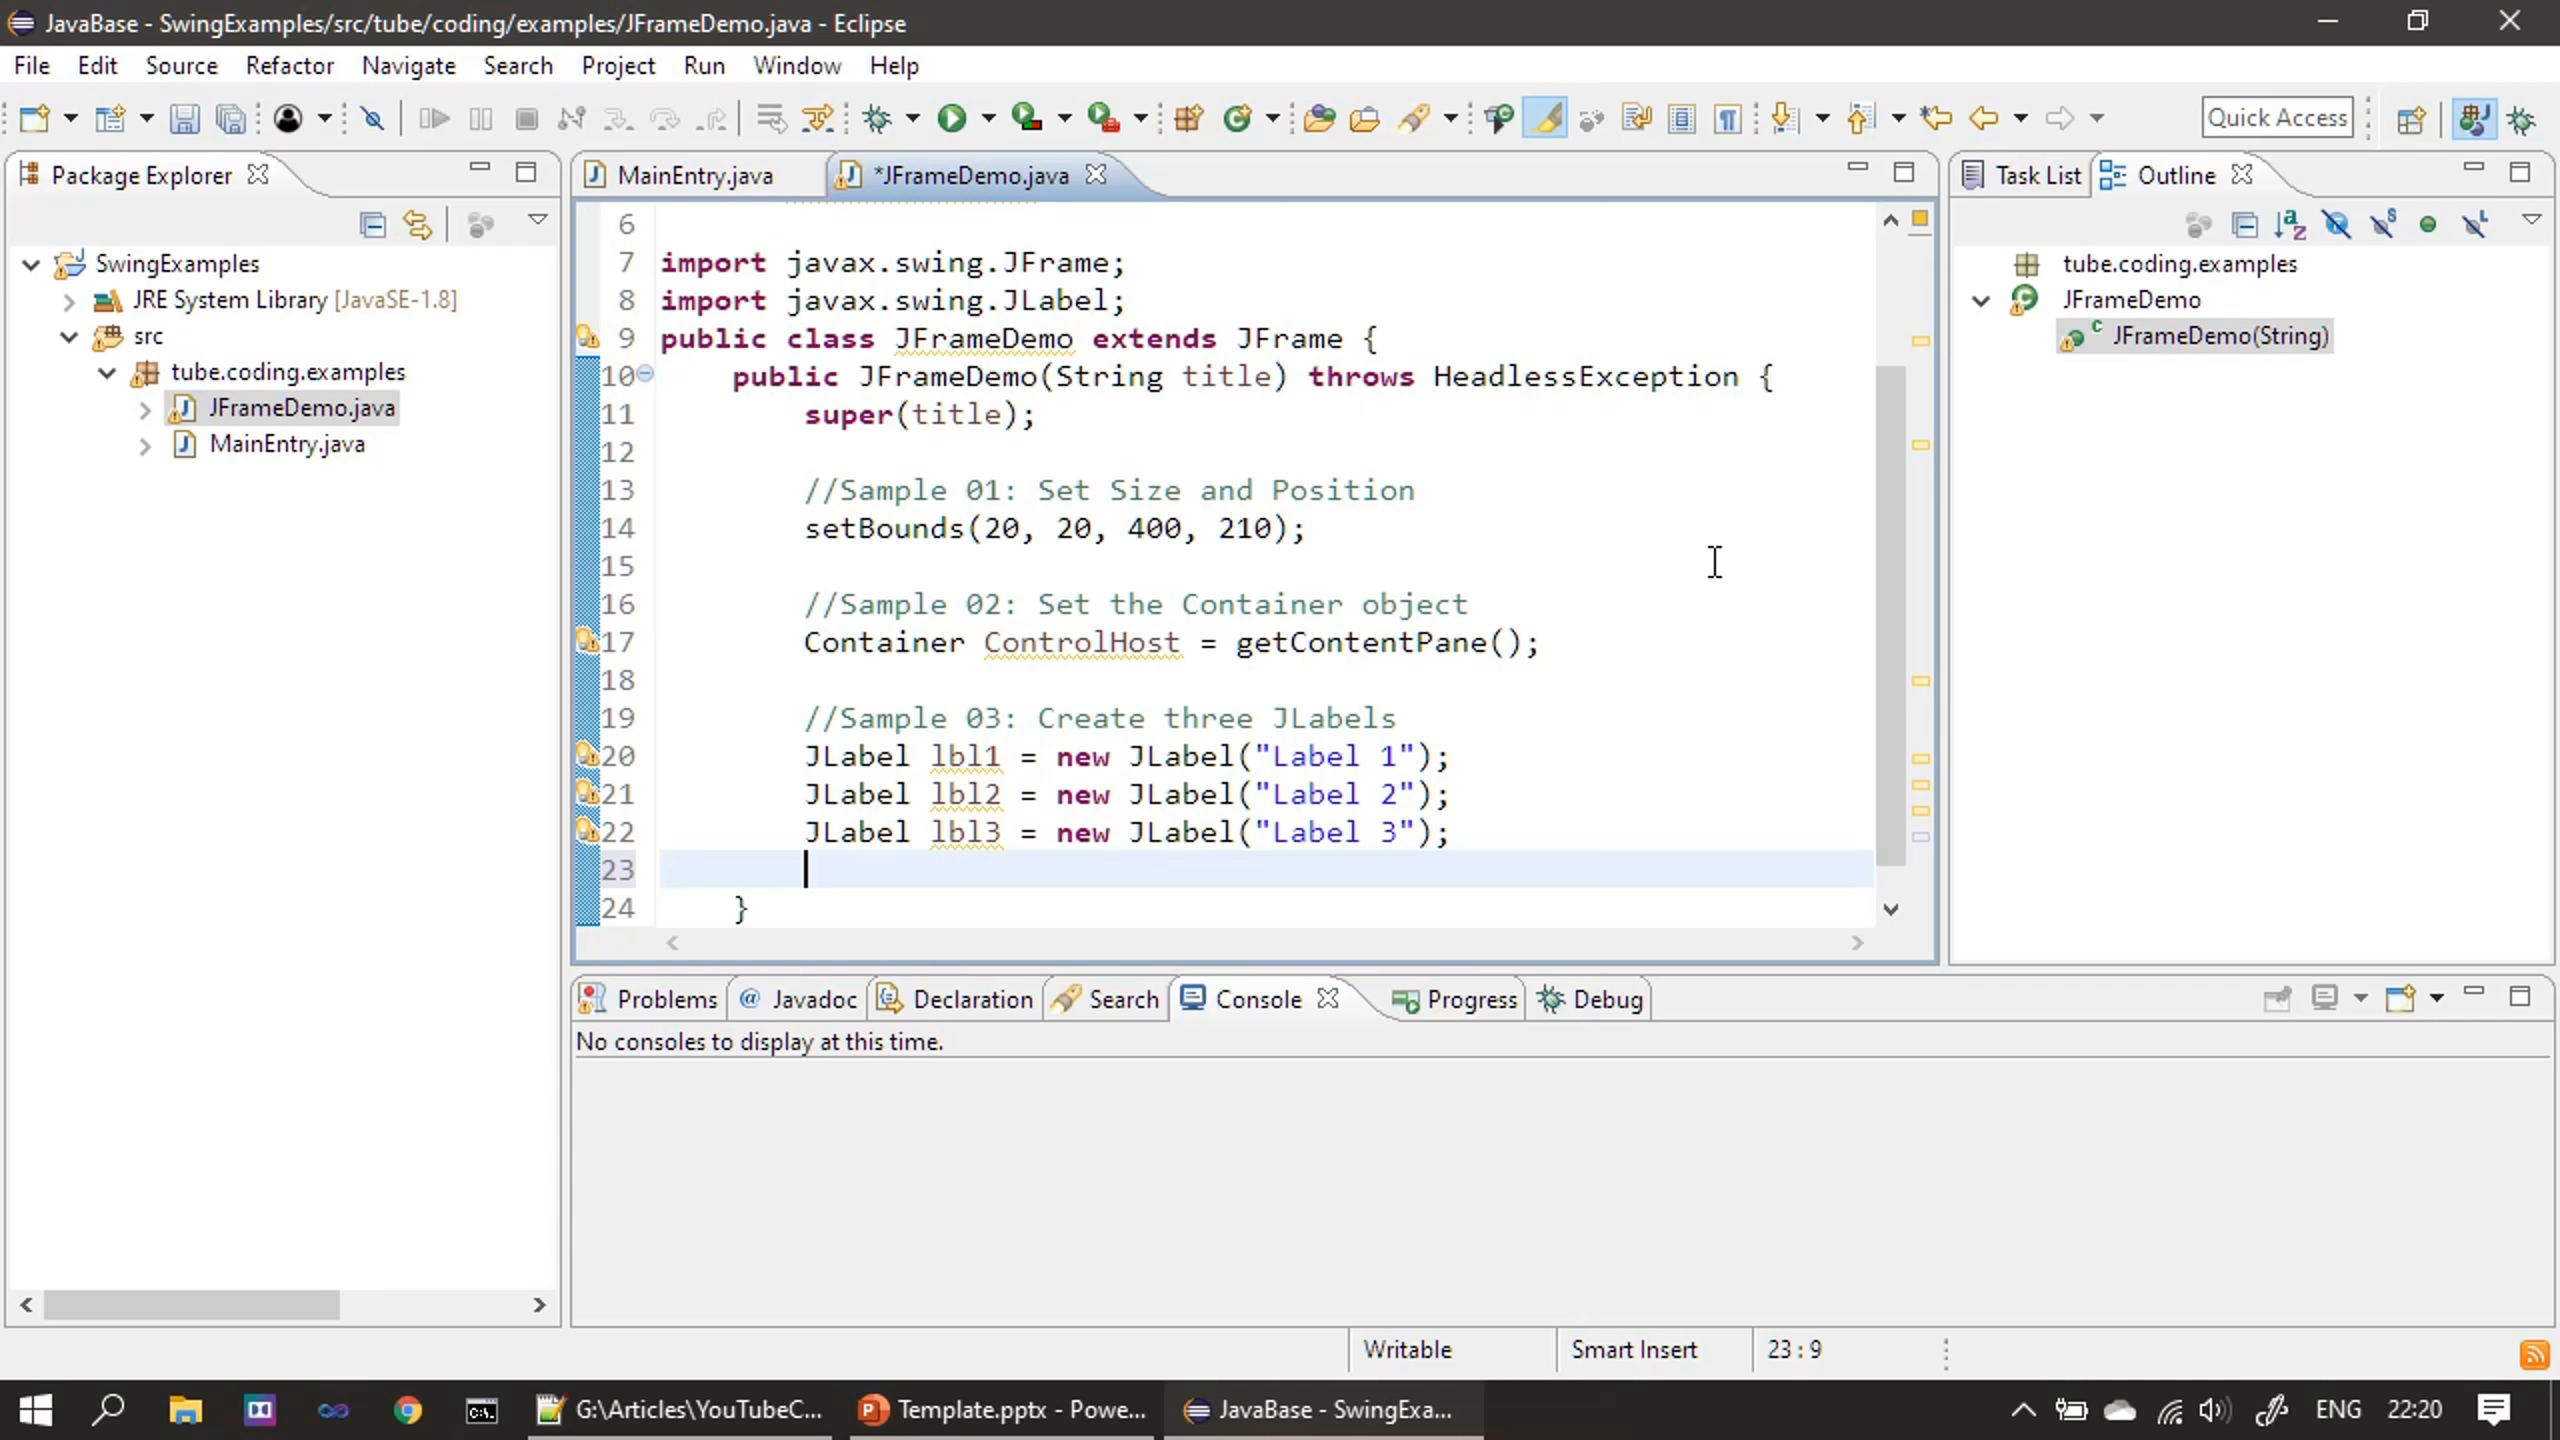 JavaBase - SwingExamples/src/tube/coding/examples/JFrameDemo.java - Eclipse
File Edit Source Refactor Navigate Search Project Run Window Help
Quick Access
Package Explorer
SwingExamples
JRE System Library [JavaSE-1.8]
src
tube.coding.examples
JFrameDemo.java
MainEntry.java
MainEntry.java *JFrameDemo.java
6
7 import javax.swing.JFrame;
8 import javax.swing.JLabel;
9 public class JFrameDemo extends JFrame {
10 public JFrameDemo(String title) throws HeadlessException {
11 super(title);
12
13 //Sample 01: Set Size and Position
14 setBounds(20, 20, 400, 210);
15
16 //Sample 02: Set the Container object
17 Container ControlHost = getContentPane();
18
19 //Sample 03: Create three JLabels
20 JLabel lbl1 = new JLabel("Label 1");
21 JLabel lbl2 = new JLabel("Label 2");
22 JLabel lbl3 = new JLabel("Label 3");
23
24 }
Task List Outline
tube.coding.examples
JFrameDemo
JFrameDemo(String)
Problems Javadoc Declaration Search Console Progress Debug
No consoles to display at this time.
Writable Smart Insert 23 : 9
G:\Articles\YouTubeC... Template.pptx - Powe... JavaBase - SwingExa... ENG 22:20